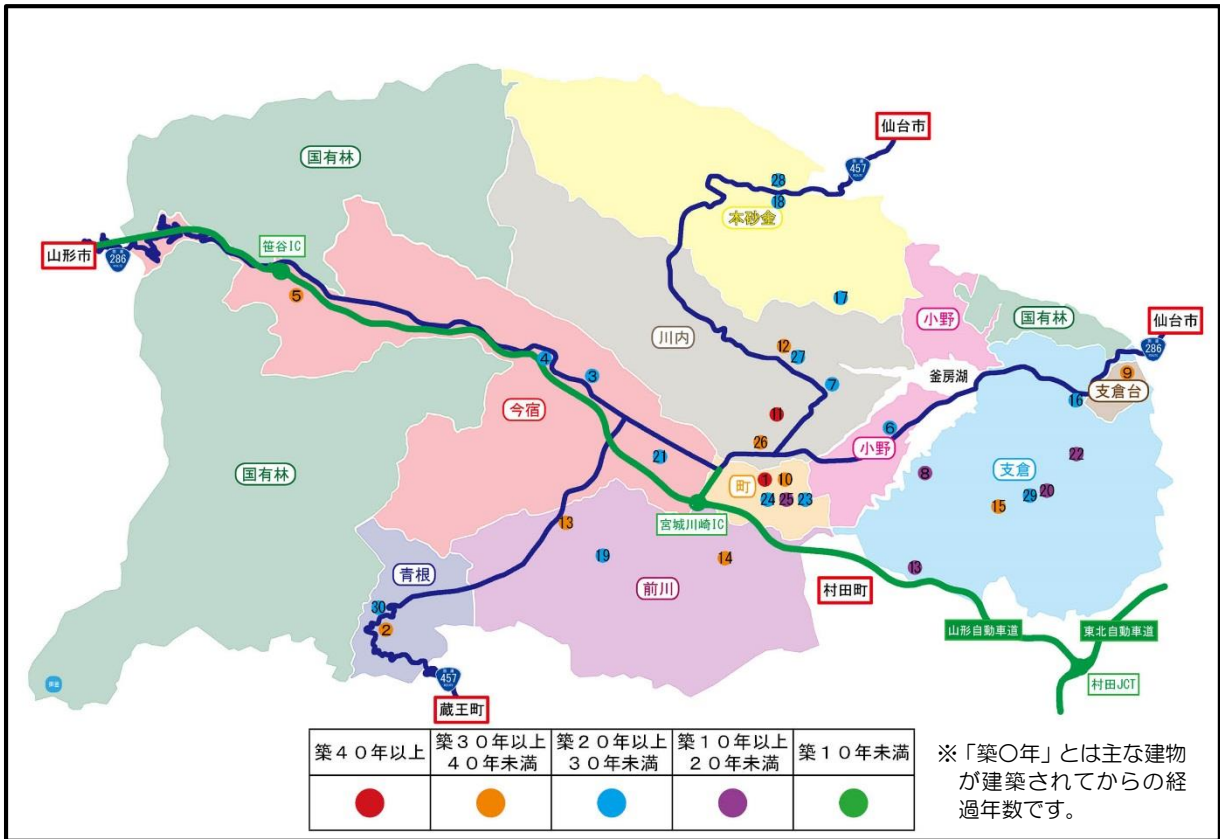 仙台市
457
28
国有林
18
本砂金
笹谷IC
山形市
286
5
17
小野
国有林
仙台市
286
川内
12
27
釜房湖
9
4
3
7
支倉台
16
今宿
11
6
26
小野
22
国有林
21
支倉
8
町
1
10
20
29
24
25
23
15
宮城川崎IC
13
19
14
13
青根
前川
村田町
30
2
山形自動車道
東北自動車道
村田JCT
457
蔵王町
築40年以上
築30年以上
40年未満
築20年以上
30年未満
築10年以上
20年未満
築10年未満
※「築〇年」とは主な建物
が建築されてからの経
過年数です。